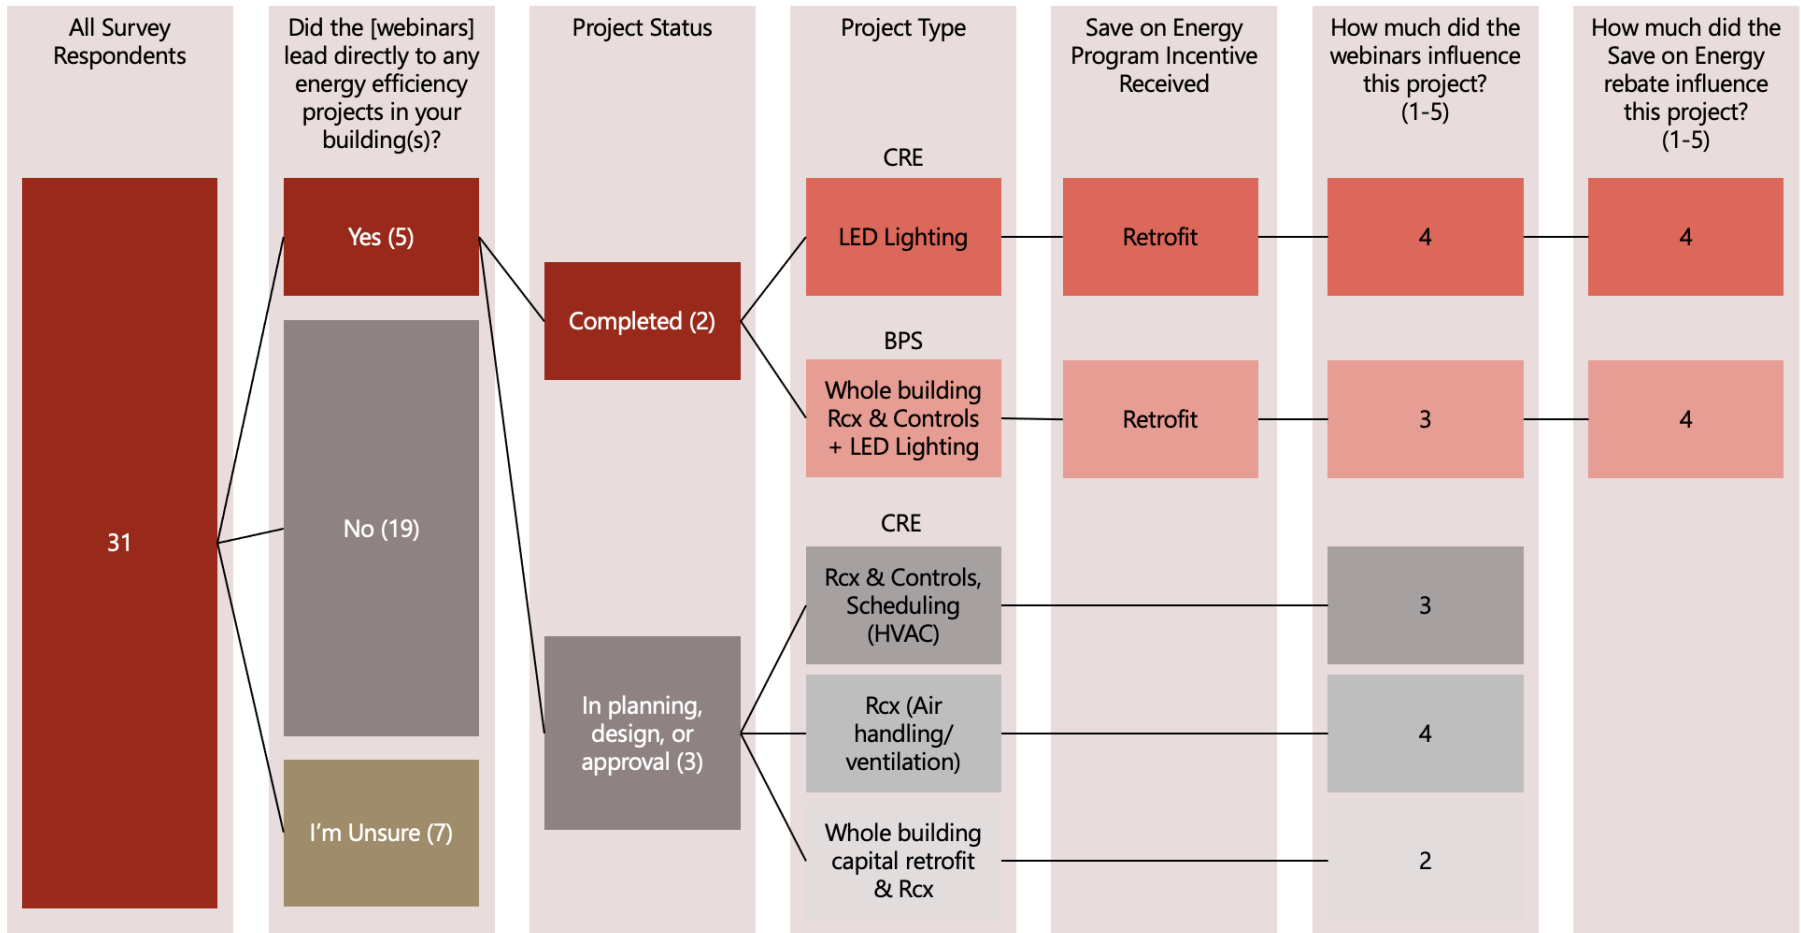 All Survey
Respondents
Did the [webinars]
lead directly to any
energy efficiency
projects in your
building(s)?
Project Status
Project Type
Save on Energy
Program Incentive
Received
How much did the
webinars influence
this project?
(1-5)
How much did the
Save on Energy
rebate influence
this project?
(1-5)
31
Yes (5)
No (19)
I'm Unsure (7)
Completed (2)
In planning,
design, or
approval (3)
CRE
LED Lighting
Retrofit
4
4
BPS
Whole building
Rcx & Controls
+ LED Lighting
Retrofit
3
4
CRE
Rcx & Controls,
Scheduling
(HVAC)
3
Rcx (Air
handling/
ventilation)
4
Whole building
capital retrofit
& Rcx
2